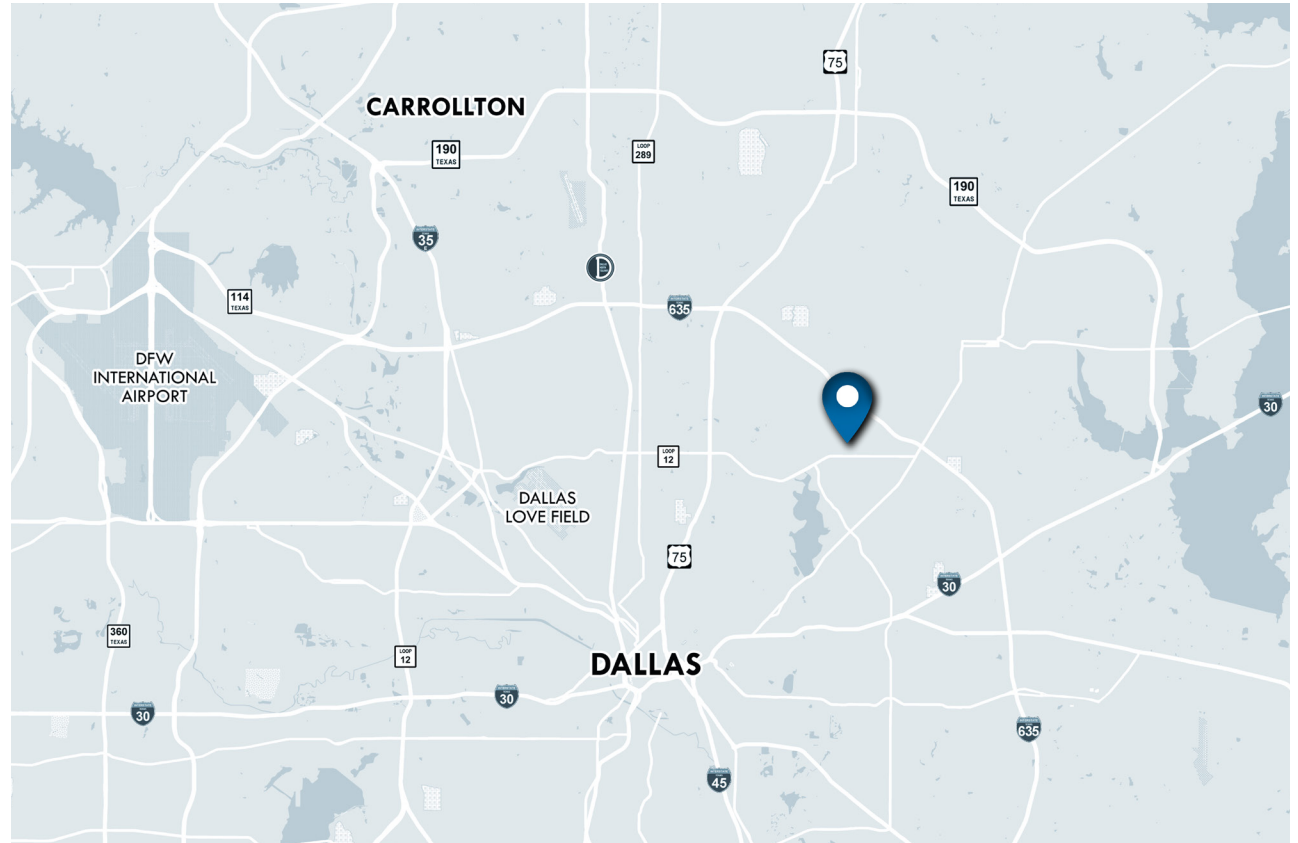 75
CARROLLTON
190
TEXAS
LOOP
289
190
TEXAS
35
E
D
114
TEXAS
635
DFW
INTERNATIONAL
AIRPORT
30
LOOP
12
DALLAS
LOVE FIELD
75
30
360
TEXAS
LOOP
12
DALLAS
30
30
635
45